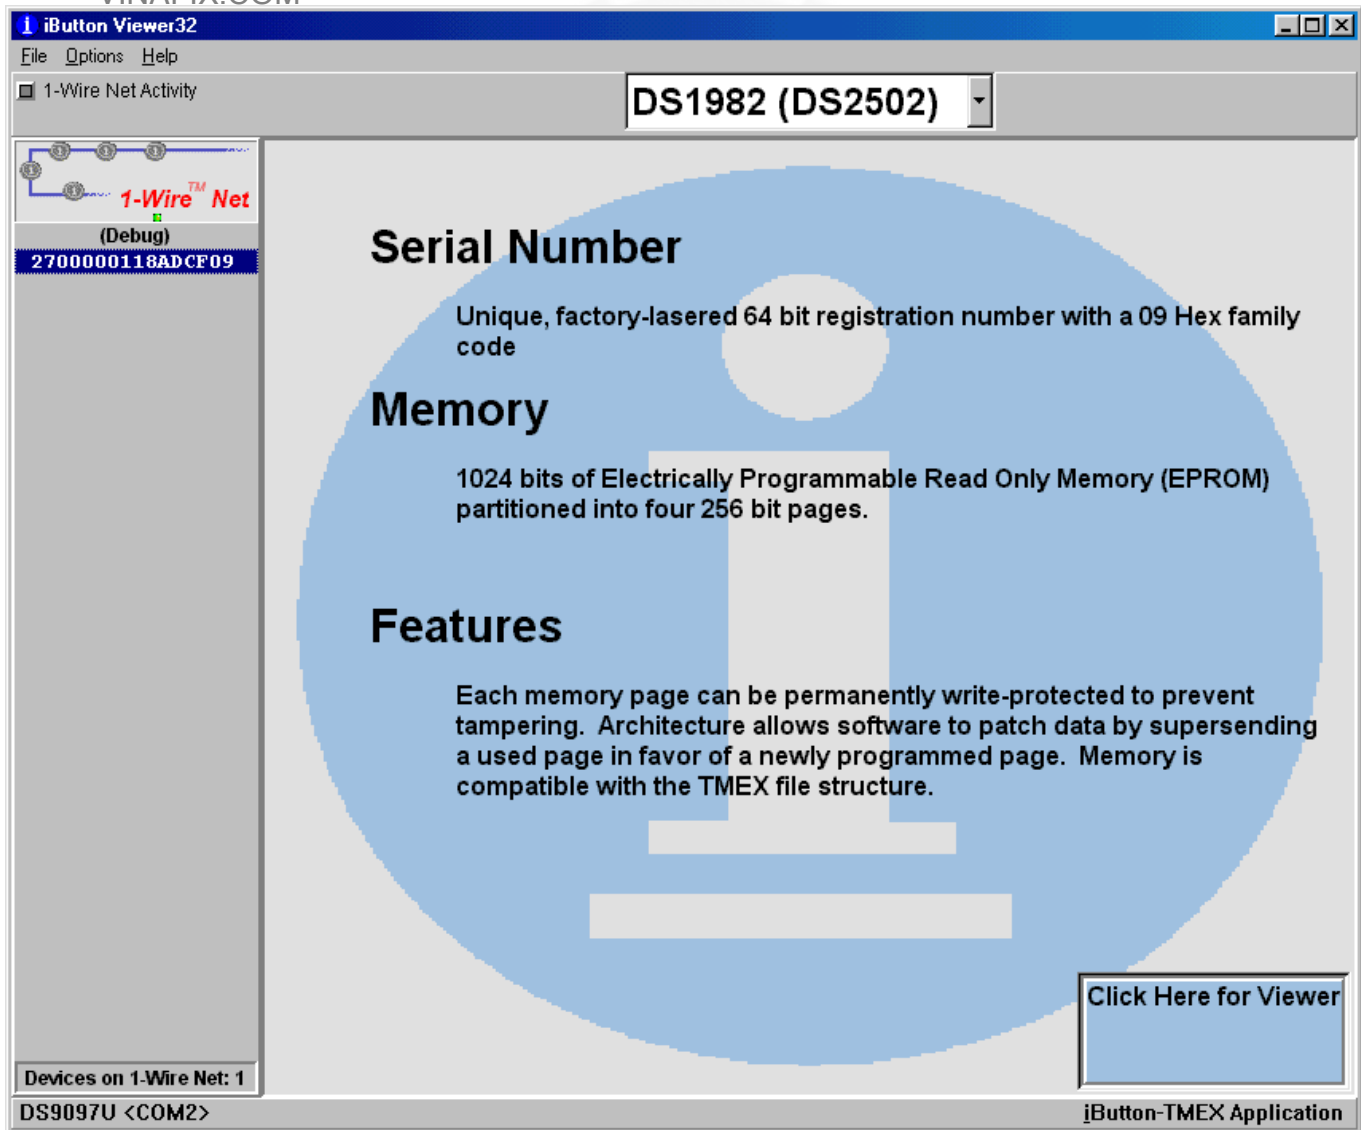 VINAFIX.COM
iButton Viewer32
File Options Help
1-Wire Net Activity
DS1982 (DS2502)
1-Wire™ Net
(Debug)
2700000118ADCF09
Serial Number
Unique, factory-lasered 64 bit registration number with a 09 Hex family
code
Memory
1024 bits of Electrically Programmable Read Only Memory (EPROM)
partitioned into four 256 bit pages.
Features
Each memory page can be permanently write-protected to prevent
tampering. Architecture allows software to patch data by supersending
a used page in favor of a newly programmed page. Memory is
compatible with the TMEX file structure.
Click Here for Viewer
Devices on 1-Wire Net: 1
DS9097U <COM2>
iButton-TMEX Application